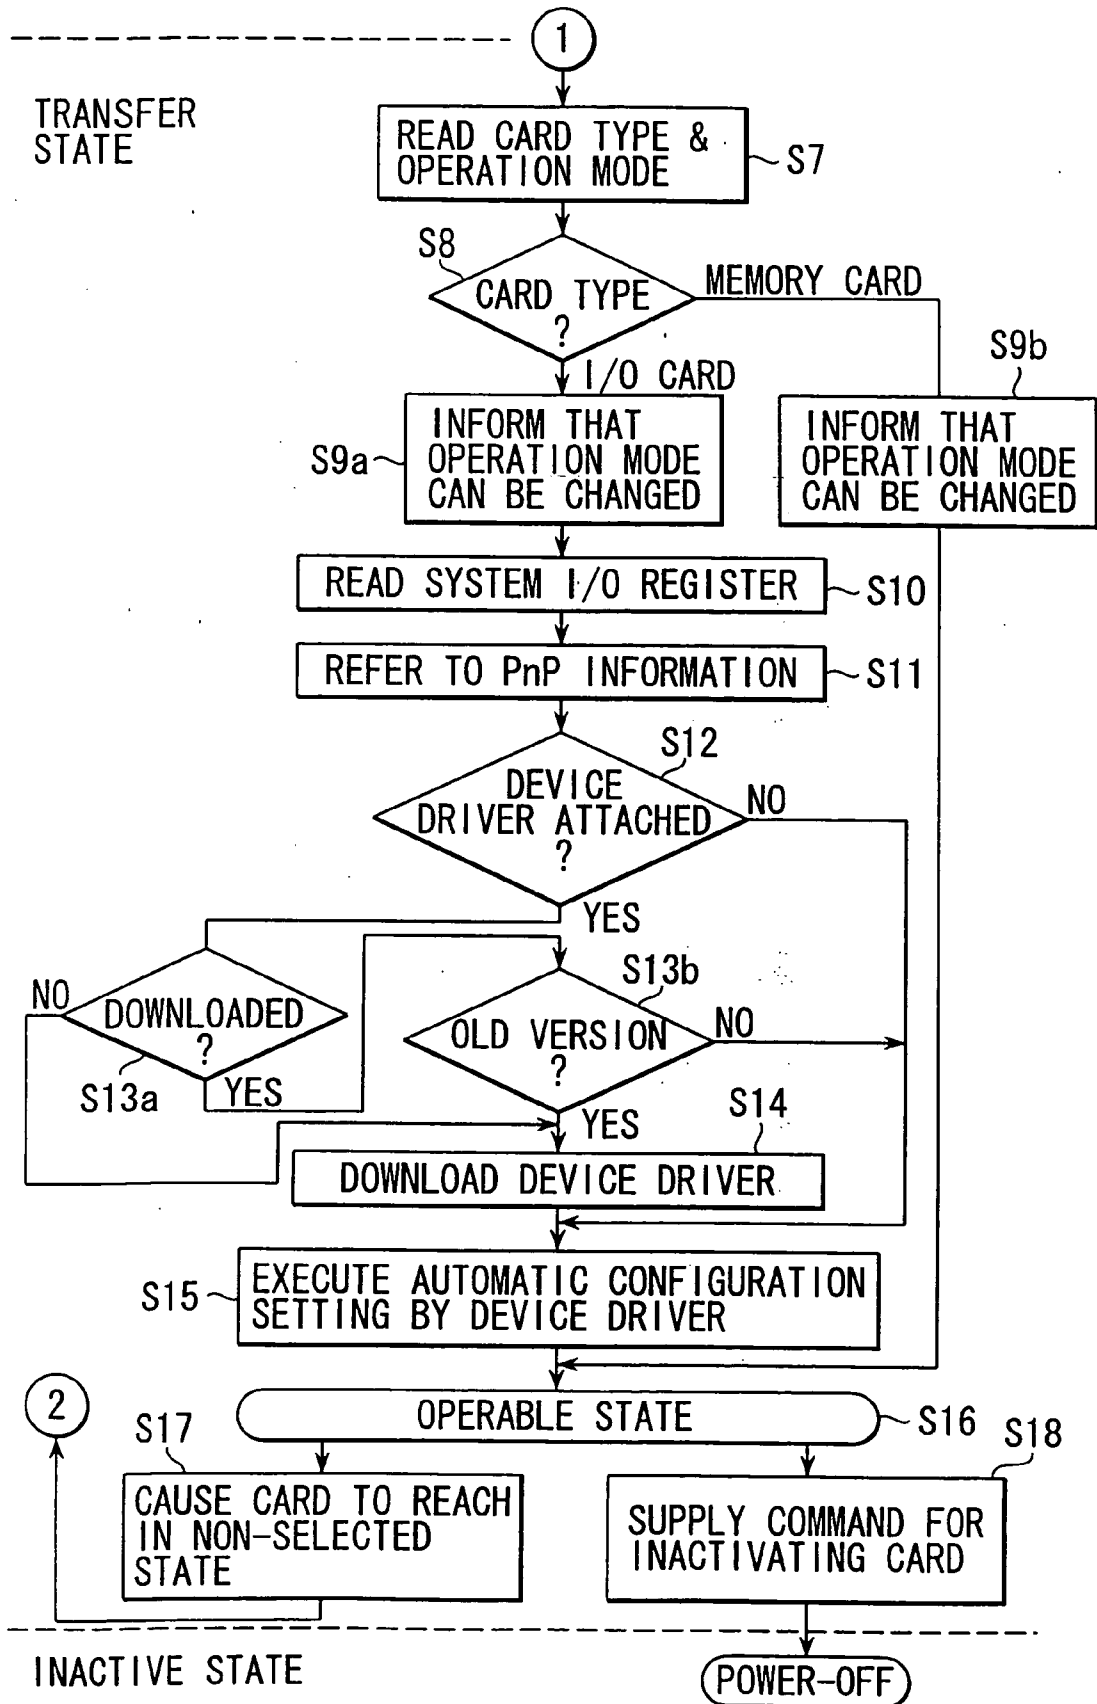 1
TRANSFER
STATE
READ CARD TYPE &
OPERATION MODE
S7
S8
CARD TYPE
?
MEMORY CARD
I/O CARD
S9b
S9a
INFORM THAT
OPERATION MODE
CAN BE CHANGED
INFORM THAT
OPERATION MODE
CAN BE CHANGED
READ SYSTEM I/O REGISTER
S10
REFER TO PnP INFORMATION
S11
S12
DEVICE
DRIVER ATTACHED
?
NO
YES
NO
DOWNLOADED
?
S13a
YES
S13b
OLD VERSION
?
NO
YES
S14
DOWNLOAD DEVICE DRIVER
S15
EXECUTE AUTOMATIC CONFIGURATION
SETTING BY DEVICE DRIVER
2
OPERABLE STATE
S16
S17
CAUSE CARD TO REACH
IN NON-SELECTED
STATE
S18
SUPPLY COMMAND FOR
INACTIVATING CARD
INACTIVE STATE
POWER-OFF